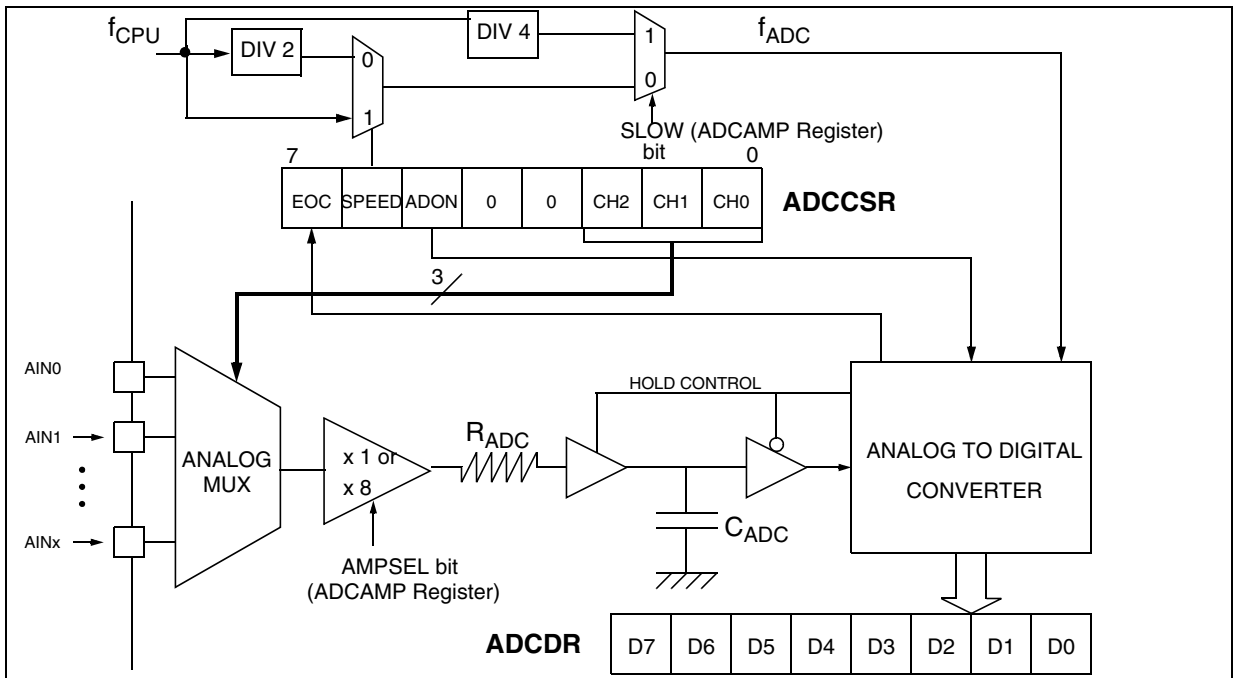 fCPU
DIV 2
DIV 4
fADC
0
1
1
0
SLOW (ADCAMP Register)
bit
7
0
EOC SPEED ADON 0 0 CH2 CH1 CH0
ADCCSR
3
AIN0
AIN1
AINx
ANALOG
MUX
x 1 or
x 8
AMPSEL bit
(ADCAMP Register)
RADC
HOLD CONTROL
CADC
ANALOG TO DIGITAL
CONVERTER
ADCDR
D7 D6 D5 D4 D3 D2 D1 D0